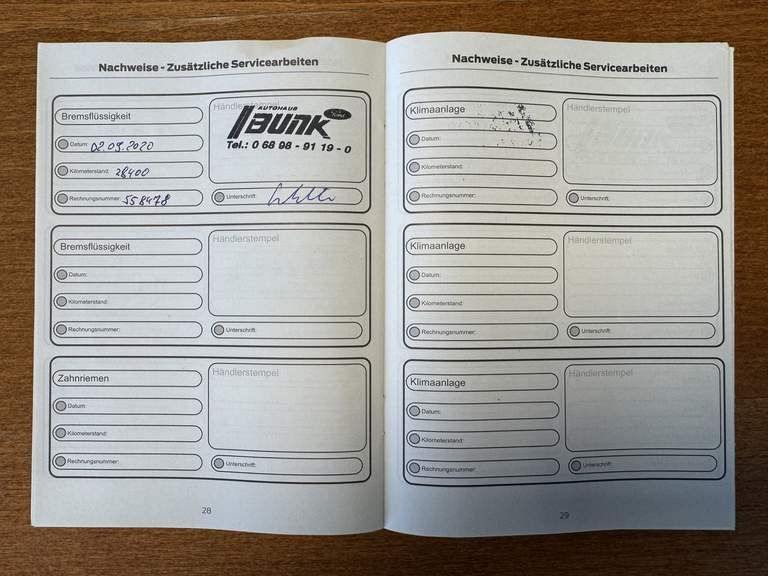 Nachweise - Zusätzliche Servicearbeiten
Bremsflüssigkeit
Datum: 02.09.2020
Kilometerstand: 28400
Rechnungsnummer: 558478
Händlerstempel
AUTOHAUS
BUNK
Ford
Tel.: 0 68 98 - 91 19 - 0
Unterschrift:
Bremsflüssigkeit
Datum:
Kilometerstand:
Rechnungsnummer:
Händlerstempel
Unterschrift:
Zahnriemen
Datum:
Kilometerstand:
Rechnungsnummer:
Händlerstempel
Unterschrift:
28
Nachweise - Zusätzliche Servicearbeiten
Klimaanlage
Datum:
Kilometerstand:
Rechnungsnummer:
Händlerstempel
Unterschrift:
Klimaanlage
Datum:
Kilometerstand:
Rechnungsnummer:
Händlerstempel
Unterschrift:
Klimaanlage
Datum:
Kilometerstand:
Rechnungsnummer:
Händlerstempel
Unterschrift:
29